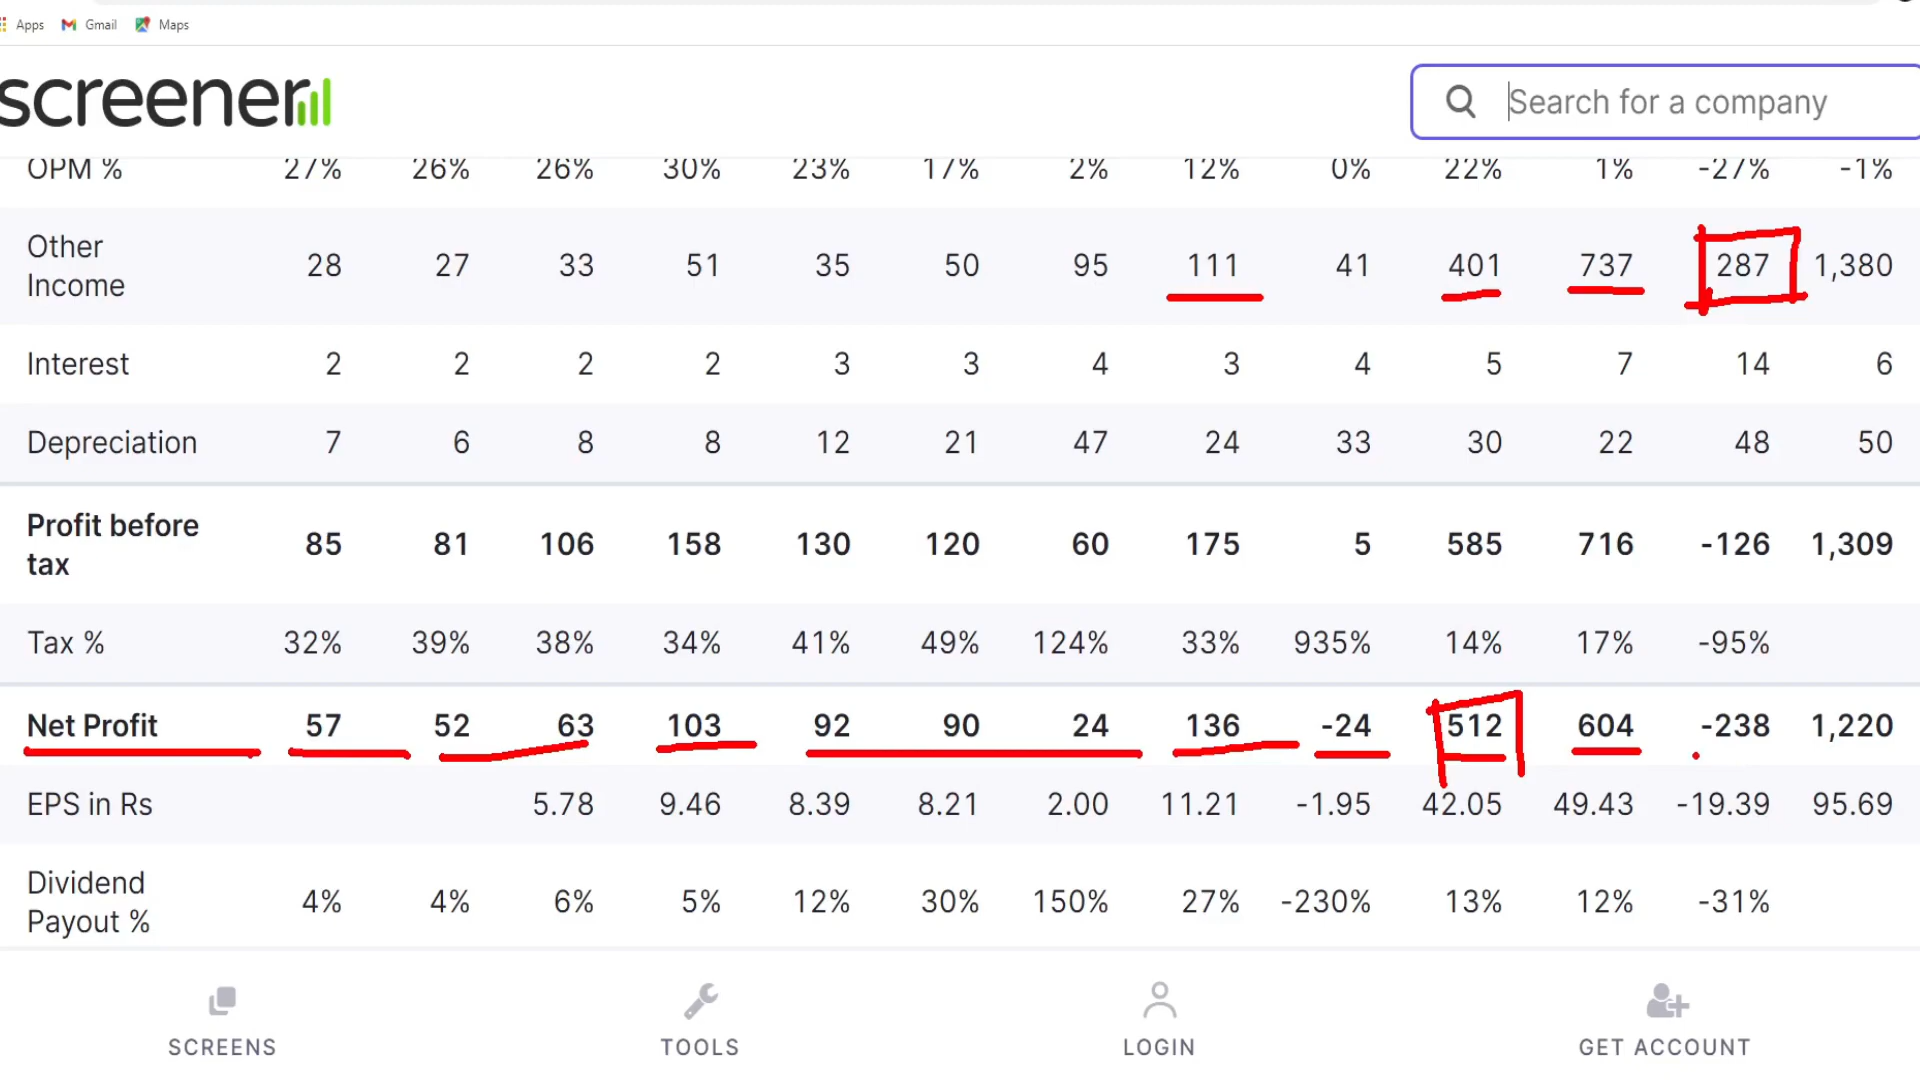 Apps Gmail Maps
screener
Search for a company
OPM % 27% 26% 26% 30% 23% 17% 2% 12% 0% 22% 1% -27% -1%
Other Income 28 27 33 51 35 50 95 111 41 401 737 287 1,380
Interest 2 2 2 2 3 3 4 3 4 5 7 14 6
Depreciation 7 6 8 8 12 21 47 24 33 30 22 48 50
Profit before tax 85 81 106 158 130 120 60 175 5 585 716 -126 1,309
Tax % 32% 39% 38% 34% 41% 49% 124% 33% 935% 14% 17% -95%
Net Profit 57 52 63 103 92 90 24 136 -24 512 604 -238 1,220
EPS in Rs 5.78 9.46 8.39 8.21 2.00 11.21 -1.95 42.05 49.43 -19.39 95.69
Dividend Payout % 4% 4% 6% 5% 12% 30% 150% 27% -230% 13% 12% -31%
SCREENS TOOLS LOGIN GET ACCOUNT